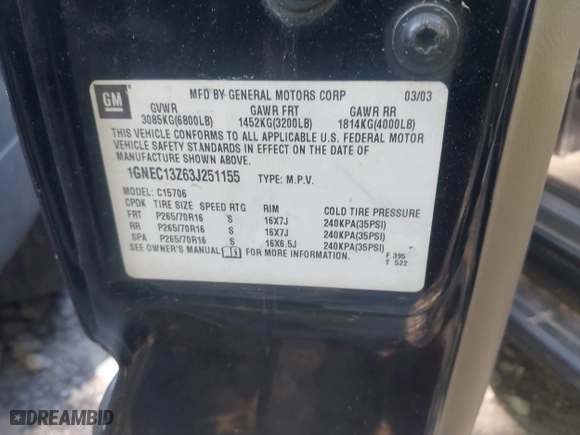 GM
MFD BY GENERAL MOTORS CORP 03/03
GVWR GAWR FRT GAWR RR
3085KG(6800LB) 1452KG(3200LB) 1814KG(4000LB)
THIS VEHICLE CONFORMS TO ALL APPLICABLE U.S. FEDERAL MOTOR
VEHICLE SAFETY STANDARDS IN EFFECT ON THE DATE OF
MANUFACTURE SHOWN ABOVE.
1GNEC13Z63J251155 TYPE: M.P.V.
MODEL: C15706
CPDK TIRE SIZE SPEED RTG RIM COLD TIRE PRESSURE
FRT P265/70R16 S 16X7J 240KPA(35PSI)
RR P265/70R16 S 16X7J 240KPA(35PSI)
SPA P265/70R16 S 16X6.5J 240KPA(35PSI)
SEE OWNER'S MANUAL FOR MORE INFORMATION. F 395
T 522
DREAMBID